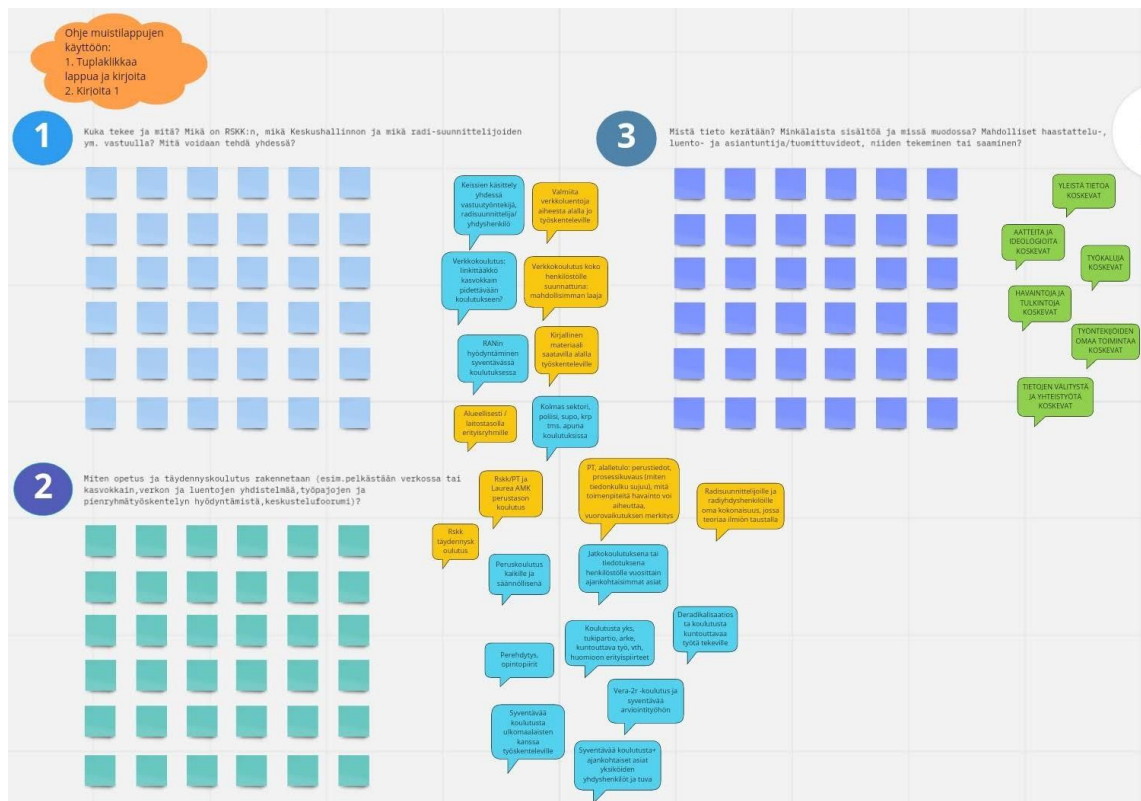 Ohje muistilappujen
käyttöön:
1. Tuplaklikkaa
lappua ja kirjoita
2. Kirjoita 1
1
Kuka tekee ja mitä? Mikä on RSKK:n, mikä Keskushallinnon ja mikä radi-suunnittelijoiden
ym. vastuulla? Mitä voidaan tehdä yhdessä?
Keissien käsittely
yhdessä
vastuutyöntekijä,
radisuunnittelija/
yhdyshenkilö
Valmiita
verkkoluentoja
aiheesta alalla jo
työskenteleville
Verkkokoulutus:
linkittääkö
kasvokkain
pidettävään
koulutukseen?
Verkkokoulutus koko
henkilöstölle
suunnattuna:
mahdollisimman laaja
RANin
hyödyntäminen
syventävässä
koulutuksessa
Kirjallinen
materiaali
saatavilla alalla
työskenteleville
Alueellisesti /
laitostasolla
erityisryhmille
Kolmas sektori,
poliisi, supo, krp
tms. apuna
koulutuksissa
3
Mistä tieto kerätään? Minkälaista sisältöä ja missä muodossa? Mahdolliset haastattelu-,
luento- ja asiantuntija/tuomittuvideot, niiden tekeminen tai saaminen?
YLEISTÄ TIETOA
KOSKEVAT
AATTEITA JA
IDEOLOGIOITA
KOSKEVAT
TYÖKALUJA
KOSKEVAT
HAVAINTOJA JA
TULKINTOJA
KOSKEVAT
TYÖNTEKIJÖIDEN
OMAA TOIMINTAA
KOSKEVAT
TIETOJEN VÄLITYSTÄ
JA YHTEISTYÖTÄ
KOSKEVAT
2
Miten opetus ja täydennyskoulutus rakennetaan (esim.pelkästään verkossa tai
kasvokkain,verkon ja luentojen yhdistelmää,työpajojen ja
pienryhmätyöskentelyn hyödyntämistä,keskustelufoorumi)?
Rskk/PT ja
Laurea AMK
perustason
koulutus
PT, alalletulo: perustiedot,
prosessikuvaus (miten
tiedonkulku sujuu), mitä
toimenpiteitä havainto voi
aiheuttaa,
vuorovaikutuksen merkitys
Radisuunnittelijoille ja
radiyhdyshenkilöille
oma kokonaisuus, jossa
teoriaa ilmiön taustalla
Rskk
täydennysk
oulutus
Peruskoulutus
kaikille ja
säännöllisenä
Jatkokoulutuksena tai
tiedotuksena
henkilöstölle vuosittain
ajankohtaisimmat asiat
Deradikalisaatios
ta koulutusta
kuntouttavaa
työtä tekeville
Koulutusta yks,
tukipartio, arke,
kuntouttava työ, vth,
huomioon erityispiirteet
Perehdytys,
opintopiirit
Vera-2r -koulutus ja
syventävää
arviointityöhön
Syventävää
koulutusta
ulkomaalaisten
kanssa
työskenteleville
Syventävää koulutusta+
ajankohtaiset asiat
yksiköiden
yhdyshenkilöt ja tuva